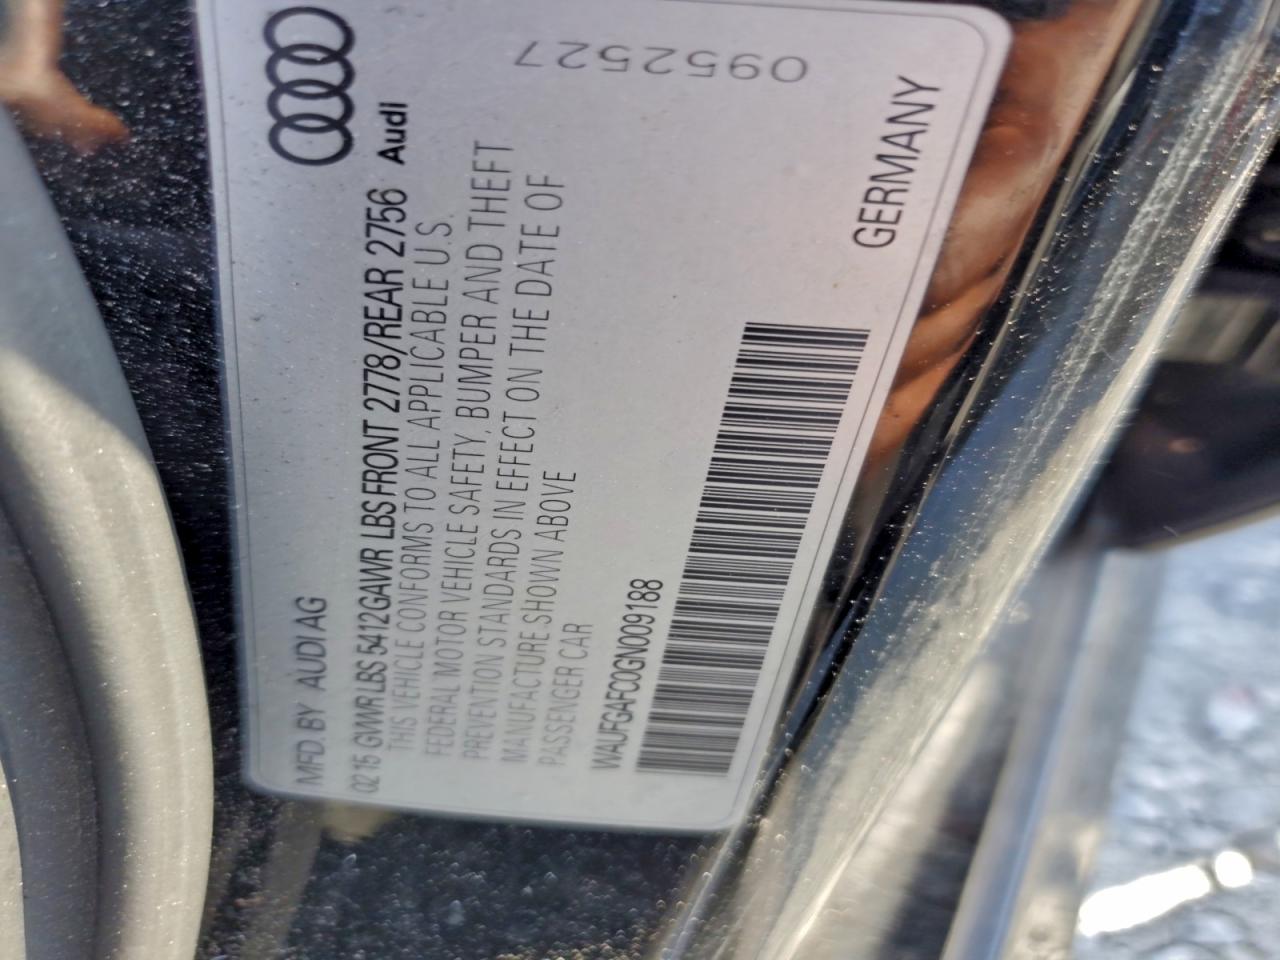 MFD. BY AUDI AG
02 15 GWVR LBS 5412 GAWR LBS FRONT 2778/REAR 2756 Audi
THIS VEHICLE CONFORMS TO ALL APPLICABLE U.S.
FEDERAL MOTOR VEHICLE SAFETY, BUMPER AND THEFT
PREVENTION STANDARDS IN EFFECT ON THE DATE OF
MANUFACTURE SHOWN ABOVE
PASSENGER CAR
WAUFGAFC0GN009188
GERMANY
0952527